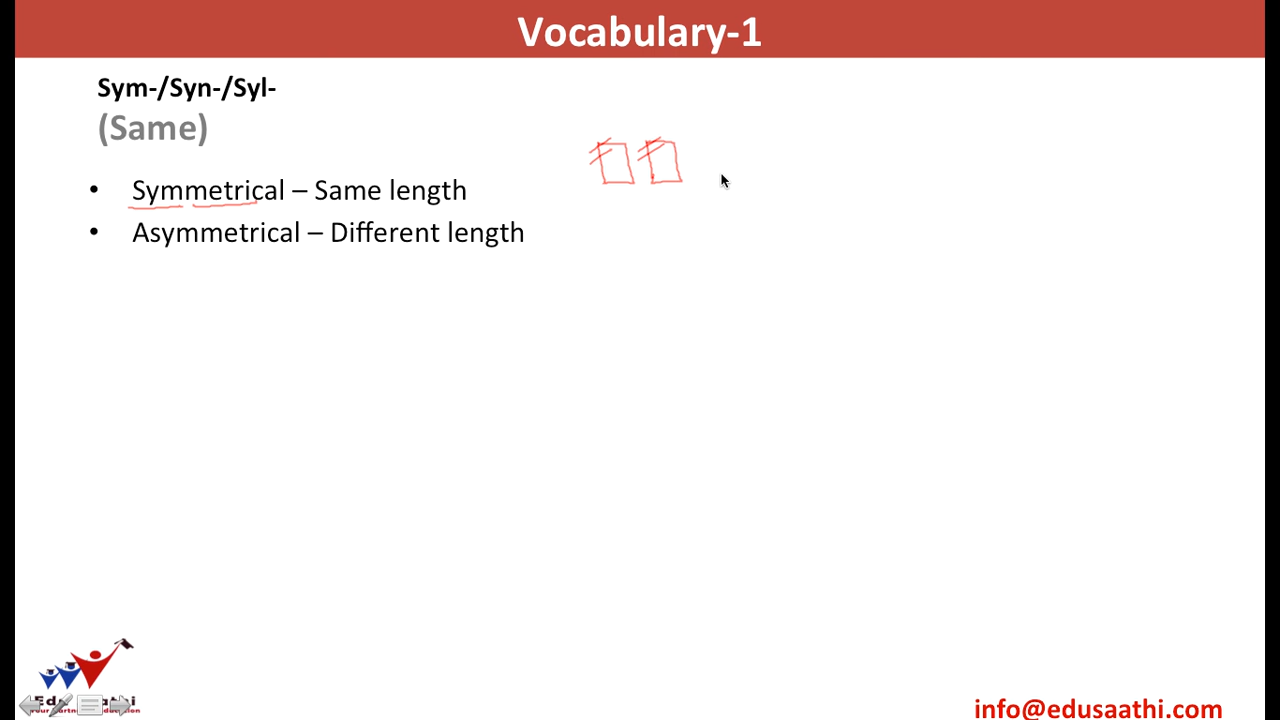 Vocabulary-1
Sym-/Syn-/Syl-
(Same)
• Symmetrical – Same length
• Asymmetrical – Different length
info@edusaathi.com